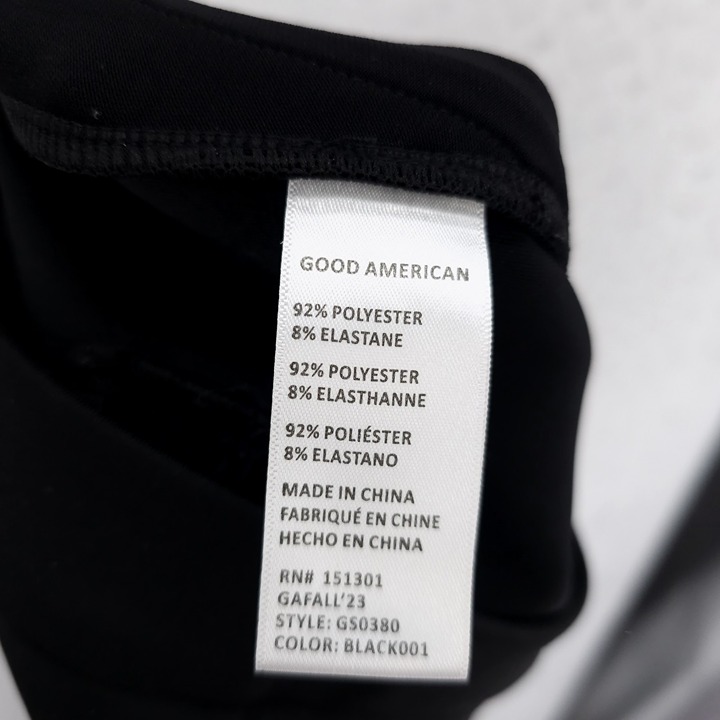 GOOD AMERICAN
92% POLYESTER
8% ELASTANE
92% POLYESTER
8% ELASTHANNE
92% POLIÉSTER
8% ELASTANO
MADE IN CHINA
FABRIQUÉ EN CHINE
HECHO EN CHINA
RN# 151301
GAFALL'23
STYLE: GS0380
COLOR: BLACK001